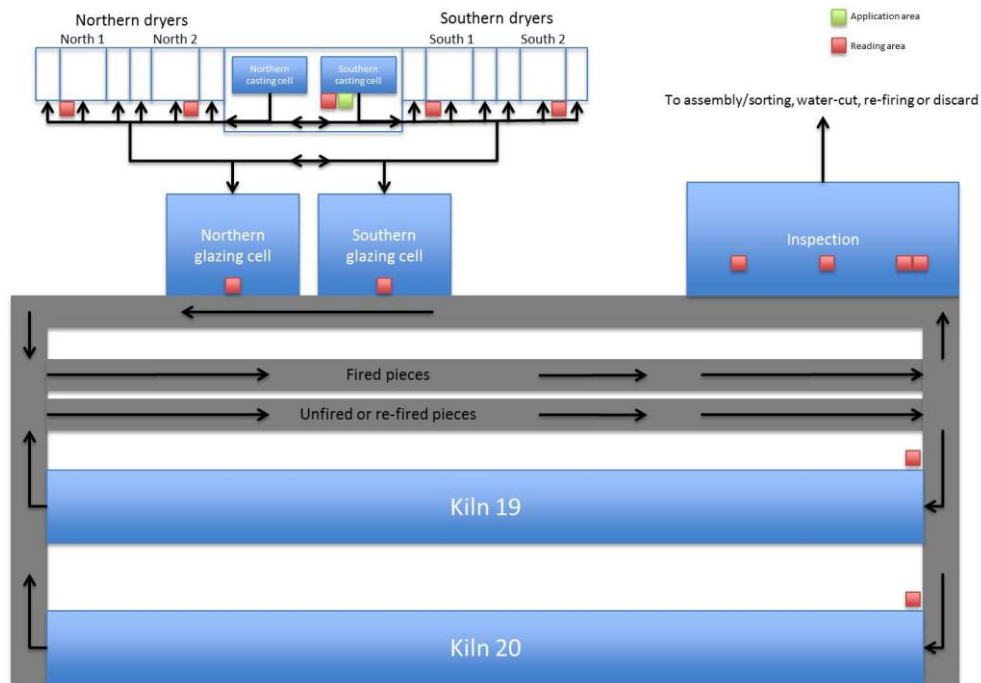 Northern dryers
Southern dryers
Application area
Reading area
North 1
North 2
South 1
South 2
Northern
casting cell
Southern
casting cell
To assembly/sorting, water-cut, re-firing or discard
Northern
glazing cell
Southern
glazing cell
Inspection
Fired pieces
Unfired or re-fired pieces
Kiln 19
Kiln 20